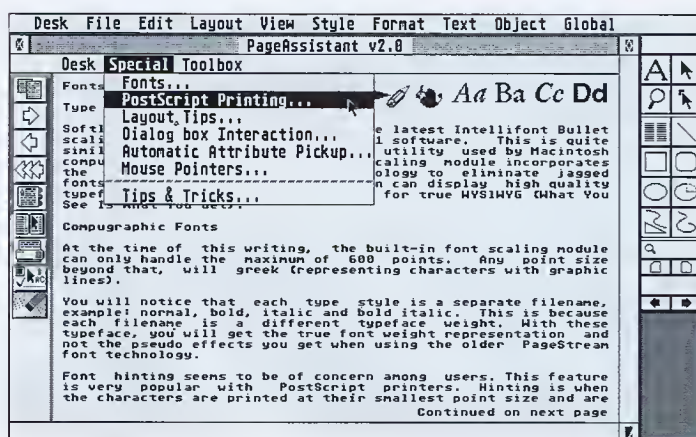 Desk File Edit Layout View Style Format Text Object Global
PageAssistant v2.0
Desk Special Toolbox
Fonts
Fonts...
PostScript Printing...
Layout Tips...
Dialog box Interaction...
Automatic Attribute Pickup...
Mouse Pointers...
Tips & Tricks...
Aa Ba Cc Dd
Type
Softl e latest Intellifont Bullet
scali l software. This is quite
simil utility used by Macintosh
compu caling module incorporates
the ology to eliminate jagged
fonts n can display high quality
typef for true WYSIWYG (What You
See Is What You Get).
Compugraphic Fonts
At the time of this writing, the built-in font scaling module
can only handle the maximum of 600 points. Any point size
beyond that, will greek (representing characters with graphic
lines).
You will notice that each type style is a separate filename,
example: normal, bold, italic and bold italic. This is because
each filename is a different typeface weight. With these
typeface, you will get the true font weight representation and
not the pseudo effects you get when using the older PageStream
font technology.
Font hinting seems to be of concern among users. This feature
is very popular with PostScript printers. Hinting is when
the characters are printed at their smallest point size and are
Continued on next page
A